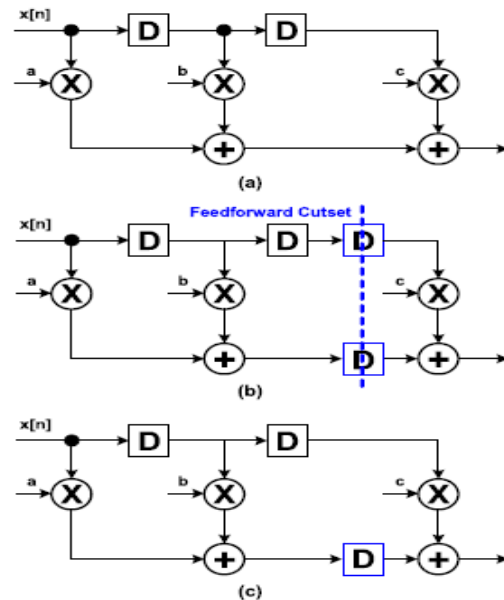 x[n]
D D
a X b X c X
+ +
(a)
Feedforward Cutset
x[n]
D D D
a X b X c X
+ D +
(b)
x[n]
D D
a X b X c X
+ D +
(c)